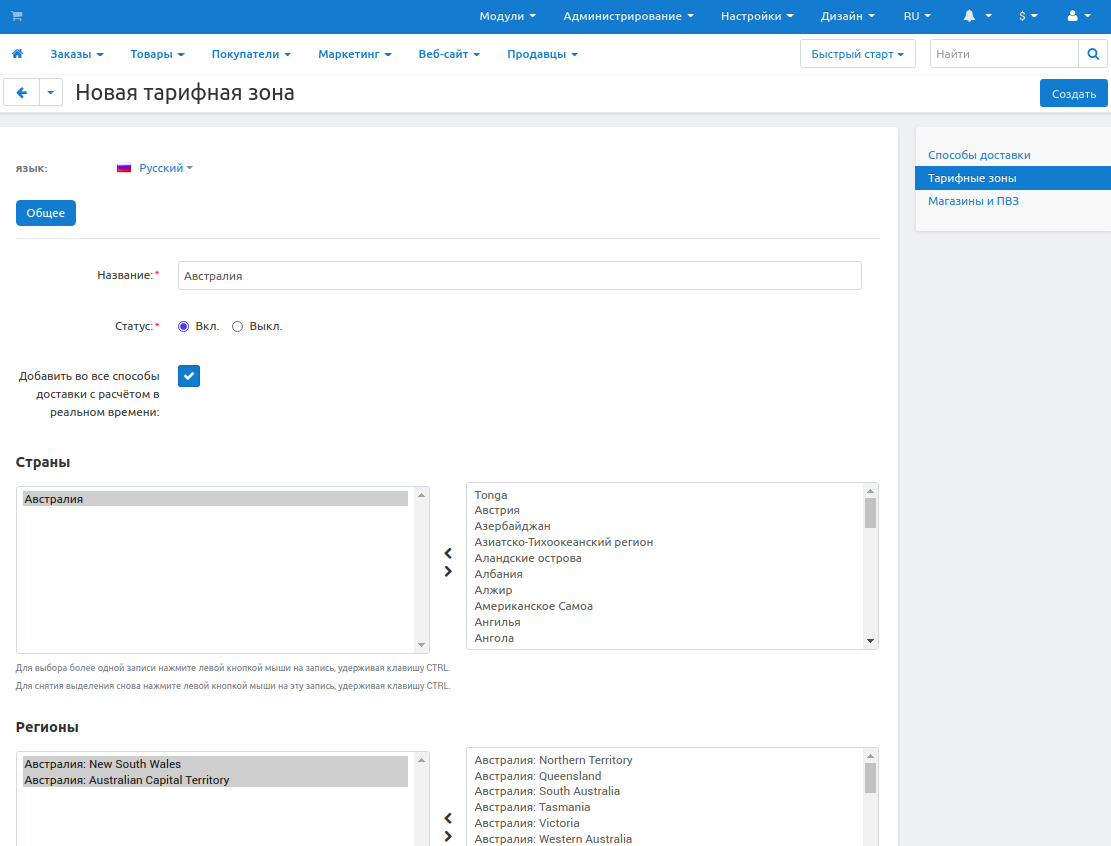 Модули Администрирование Настройки Дизайн RU $
Заказы Товары Покупатели Маркетинг Веб-сайт Продавцы Быстрый старт Найти
Новая тарифная зона Создать
язык: Русский
Общее
Способы доставки
Тарифные зоны
Магазины и ПВЗ
Название:* Австралия
Статус:* Вкл. Выкл.
Добавить во все способы
доставки с расчётом в
реальном времени:
Страны
Австралия
Tonga
Австрия
Азербайджан
Азиатско-Тихоокеанский регион
Аландские острова
Албания
Алжир
Американское Самоа
Ангилья
Ангола
Для выбора более одной записи нажмите левой кнопкой мыши на запись, удерживая клавишу CTRL.
Для снятия выделения снова нажмите левой кнопкой мыши на эту запись, удерживая клавишу CTRL.
Регионы
Австралия: New South Wales
Австралия: Australian Capital Territory
Австралия: Northern Territory
Австралия: Queensland
Австралия: South Australia
Австралия: Tasmania
Австралия: Victoria
Австралия: Western Australia